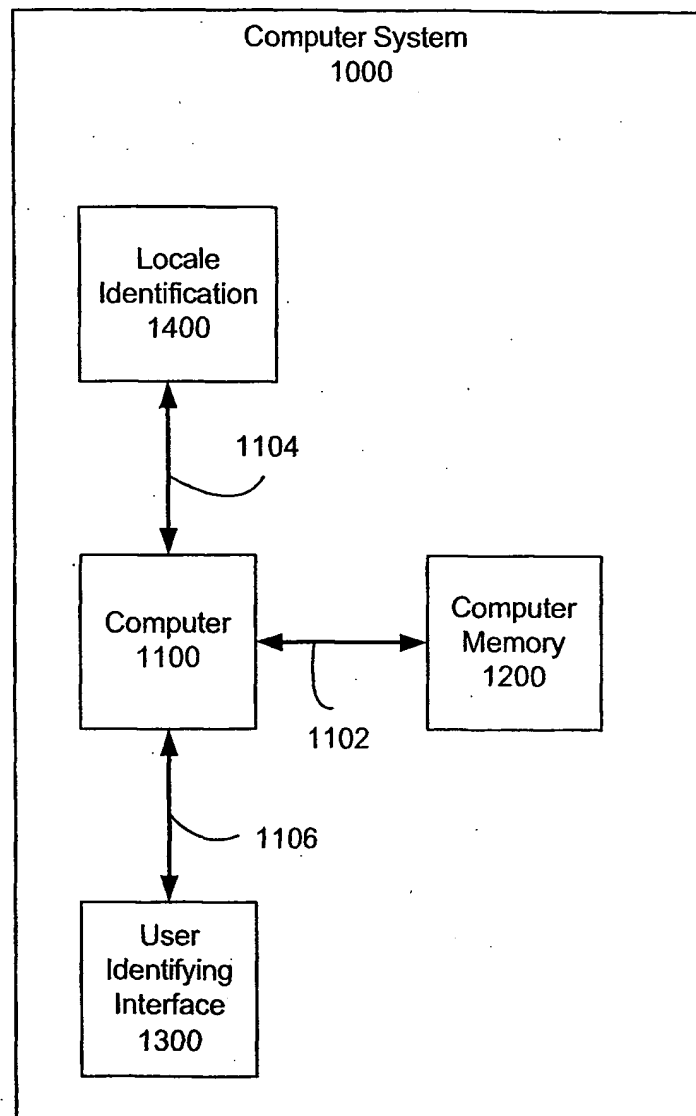 Computer System
1000
Locale
Identification
1400
1104
Computer
1100
Computer
Memory
1200
1102
1106
User
Identifying
Interface
1300